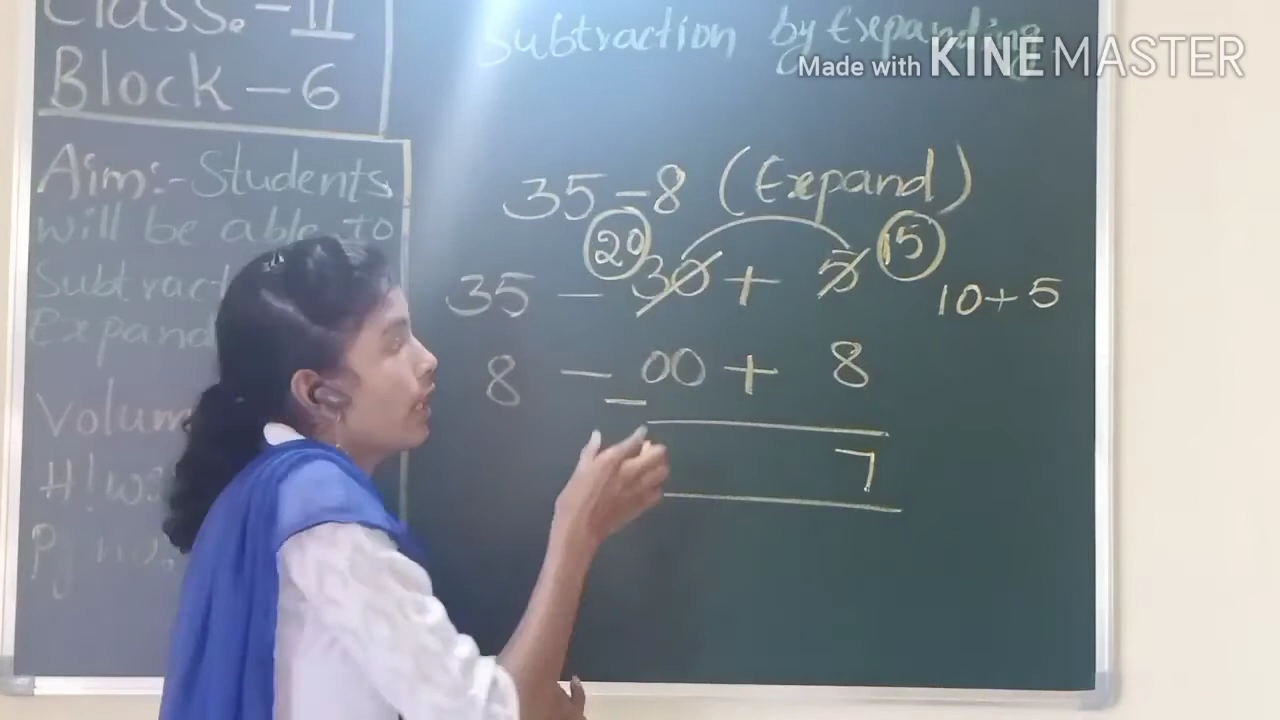 Class. - II
Block - 6
Aim:- Students
will be able to
Subtract
Expand
Volum
H!w
Subtraction by Expanding
Made with KINEMASTER
35 - 8 (Expand)
20 15
35 - 30 + 5 10 + 5
8 - 00 + 8
-
7